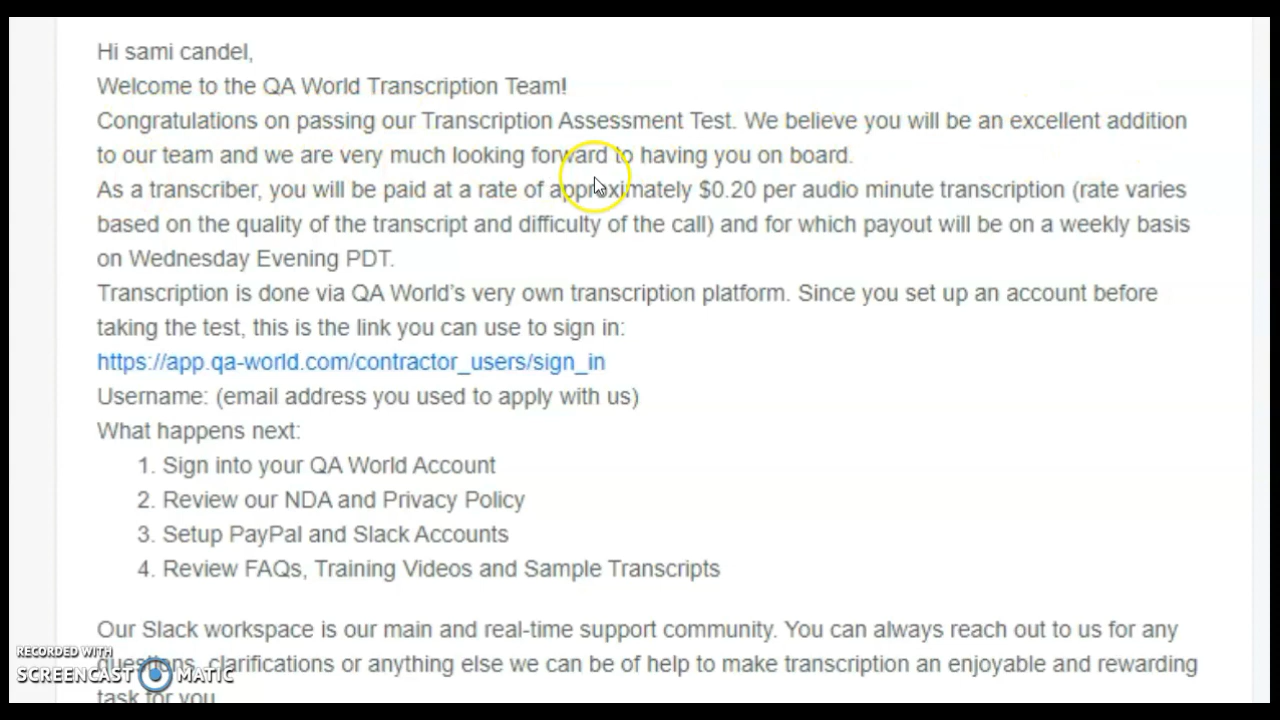 Hi sami candel,
Welcome to the QA World Transcription Team!
Congratulations on passing our Transcription Assessment Test. We believe you will be an excellent addition
to our team and we are very much looking forward to having you on board.
As a transcriber, you will be paid at a rate of approximately $0.20 per audio minute transcription (rate varies
based on the quality of the transcript and difficulty of the call) and for which payout will be on a weekly basis
on Wednesday Evening PDT.
Transcription is done via QA World’s very own transcription platform. Since you set up an account before
taking the test, this is the link you can use to sign in:
https://app.qa-world.com/contractor_users/sign_in
Username: (email address you used to apply with us)
What happens next:
1. Sign into your QA World Account
2. Review our NDA and Privacy Policy
3. Setup PayPal and Slack Accounts
4. Review FAQs, Training Videos and Sample Transcripts
Our Slack workspace is our main and real-time support community. You can always reach out to us for any
questions, clarifications or anything else we can be of help to make transcription an enjoyable and rewarding
task for you
RECORDED WITH
SCREENCAST MATIC